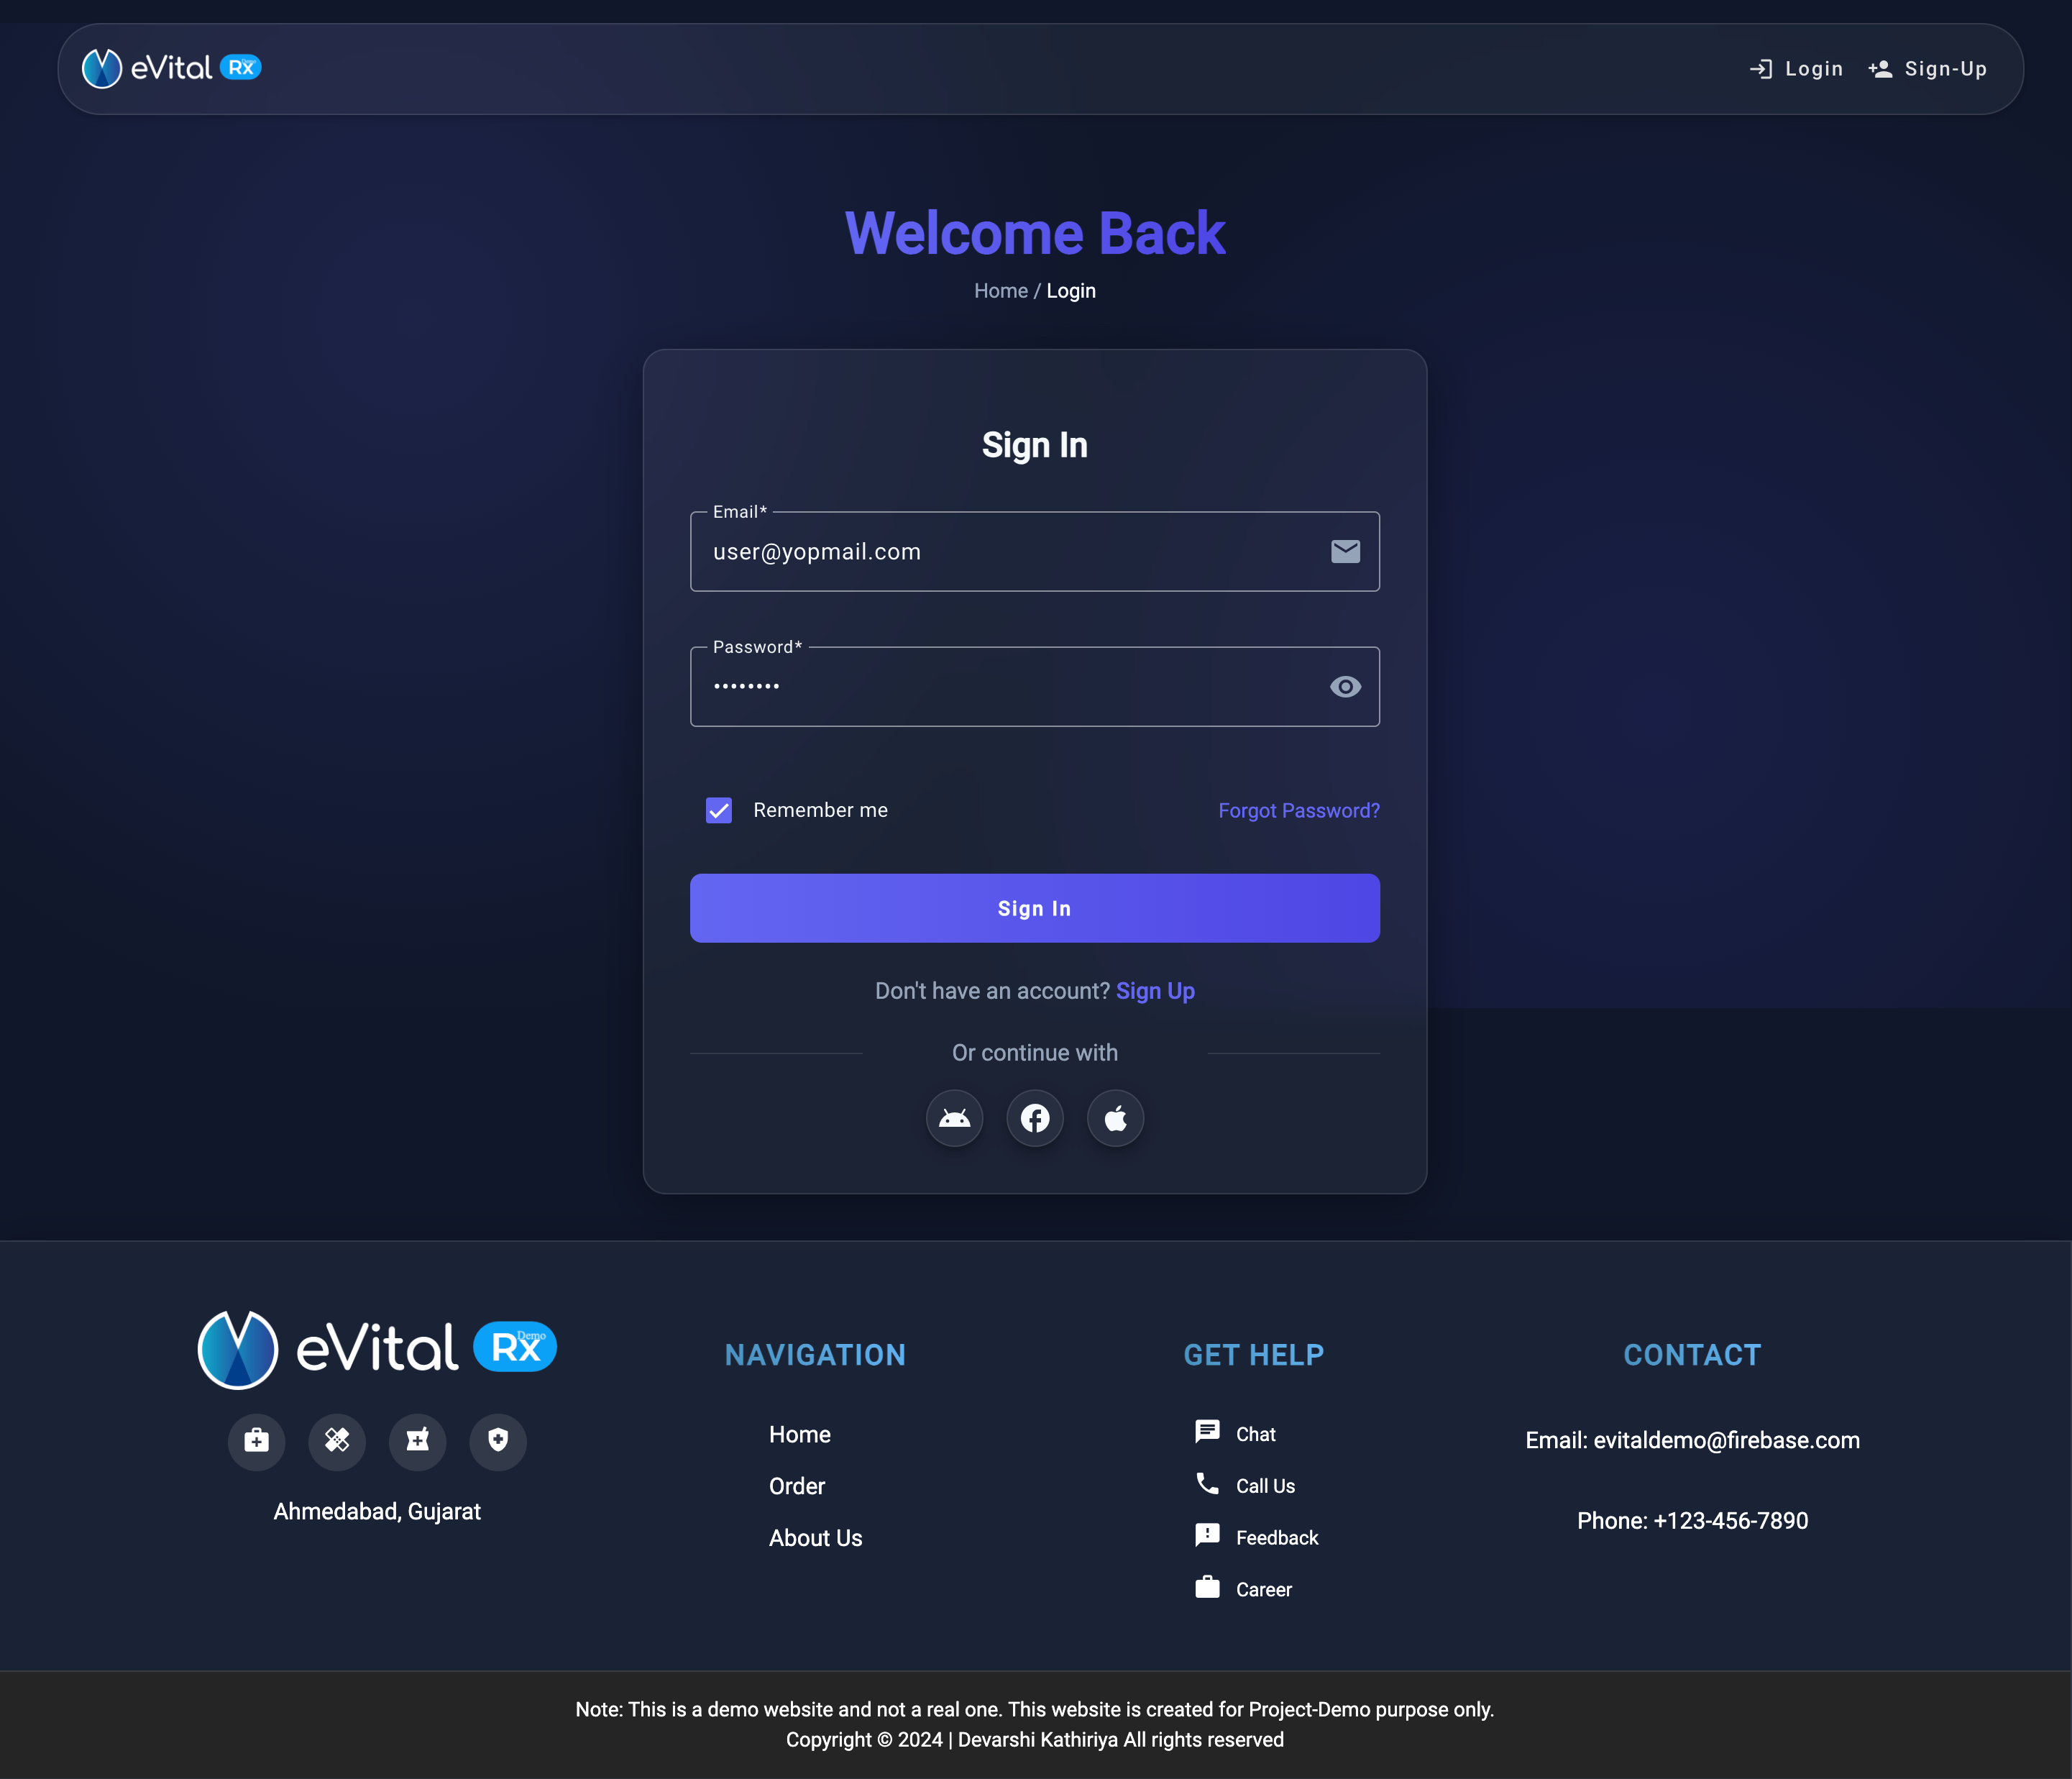 eVital Rx Demo
Login
Sign-Up
Welcome Back
Home / Login
Sign In
Email*
user@yopmail.com
Password*
••••••••
Remember me
Forgot Password?
Sign In
Don't have an account? Sign Up
Or continue with
eVital Rx Demo
Ahmedabad, Gujarat
NAVIGATION
Home
Order
About Us
GET HELP
Chat
Call Us
Feedback
Career
CONTACT
Email: evitaldemo@firebase.com
Phone: +123-456-7890
Note: This is a demo website and not a real one. This website is created for Project-Demo purpose only.
Copyright © 2024 | Devarshi Kathiriya All rights reserved